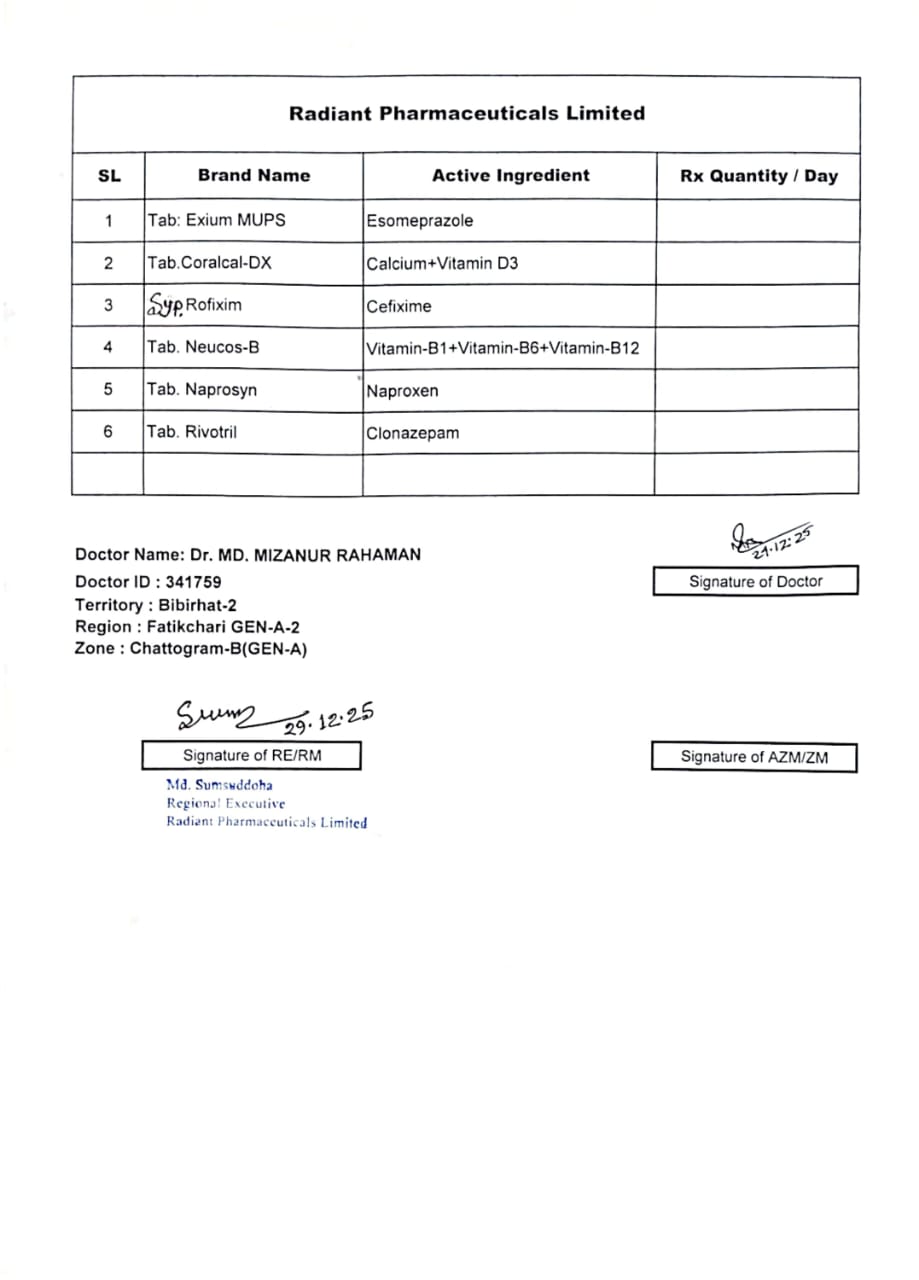 Radiant Pharmaceuticals Limited
SL Brand Name Active Ingredient Rx Quantity / Day
1 Tab: Exium MUPS Esomeprazole
2 Tab.Coralcal-DX Calcium+Vitamin D3
3 Syp. Rofixim Cefixime
4 Tab. Neucos-B Vitamin-B1+Vitamin-B6+Vitamin-B12
5 Tab. Naprosyn Naproxen
6 Tab. Rivotril Clonazepam
29.12.25
Doctor Name: Dr. MD. MIZANUR RAHAMAN
Signature of Doctor
Doctor ID : 341759
Territory : Bibirhat-2
Region : Fatikchari GEN-A-2
Zone : Chattogram-B(GEN-A)
29.12.25
Signature of RE/RM Signature of AZM/ZM
Md. Sumsuddoha
Regional Executive
Radiant Pharmaceuticals Limited